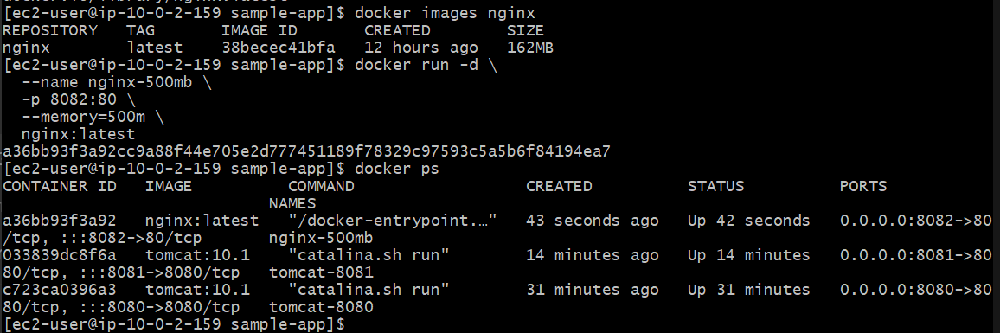 [ec2-user@ip-10-0-2-159 sample-app]$ docker images nginx
REPOSITORY   TAG       IMAGE ID       CREATED        SIZE
nginx        latest    38becec41bfa   12 hours ago   162MB
[ec2-user@ip-10-0-2-159 sample-app]$ docker run -d \
  --name nginx-500mb \
  -p 8082:80 \
  --memory=500m \
  nginx:latest
a36bb93f3a92cc9a88f44e705e2d777451189f78329c97593c5a5b6f84194ea7
[ec2-user@ip-10-0-2-159 sample-app]$ docker ps
CONTAINER ID   IMAGE          COMMAND                  CREATED          STATUS          PORTS
                           NAMES
a36bb93f3a92   nginx:latest   "/docker-entrypoint.…"   43 seconds ago   Up 42 seconds   0.0.0.0:8082->80
/tcp, :::8082->80/tcp       nginx-500mb
033839dc8f6a   tomcat:10.1    "catalina.sh run"        14 minutes ago   Up 14 minutes   0.0.0.0:8081->80
80/tcp, :::8081->8080/tcp   tomcat-8081
c723ca0396a3   tomcat:10.1    "catalina.sh run"        31 minutes ago   Up 31 minutes   0.0.0.0:8080->80
80/tcp, :::8080->8080/tcp   tomcat-8080
[ec2-user@ip-10-0-2-159 sample-app]$